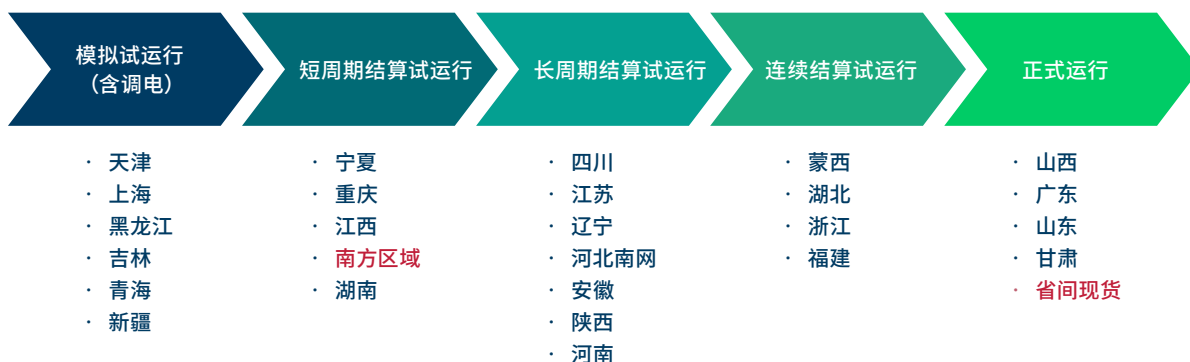 模拟试运行
（含调电）
短周期结算试运行
长周期结算试运行
连续结算试运行
正式运行
· 天津
· 上海
· 黑龙江
· 吉林
· 青海
· 新疆
· 宁夏
· 重庆
· 江西
· 南方区域
· 湖南
· 四川
· 江苏
· 辽宁
· 河北南网
· 安徽
· 陕西
· 河南
· 蒙西
· 湖北
· 浙江
· 福建
· 山西
· 广东
· 山东
· 甘肃
· 省间现货